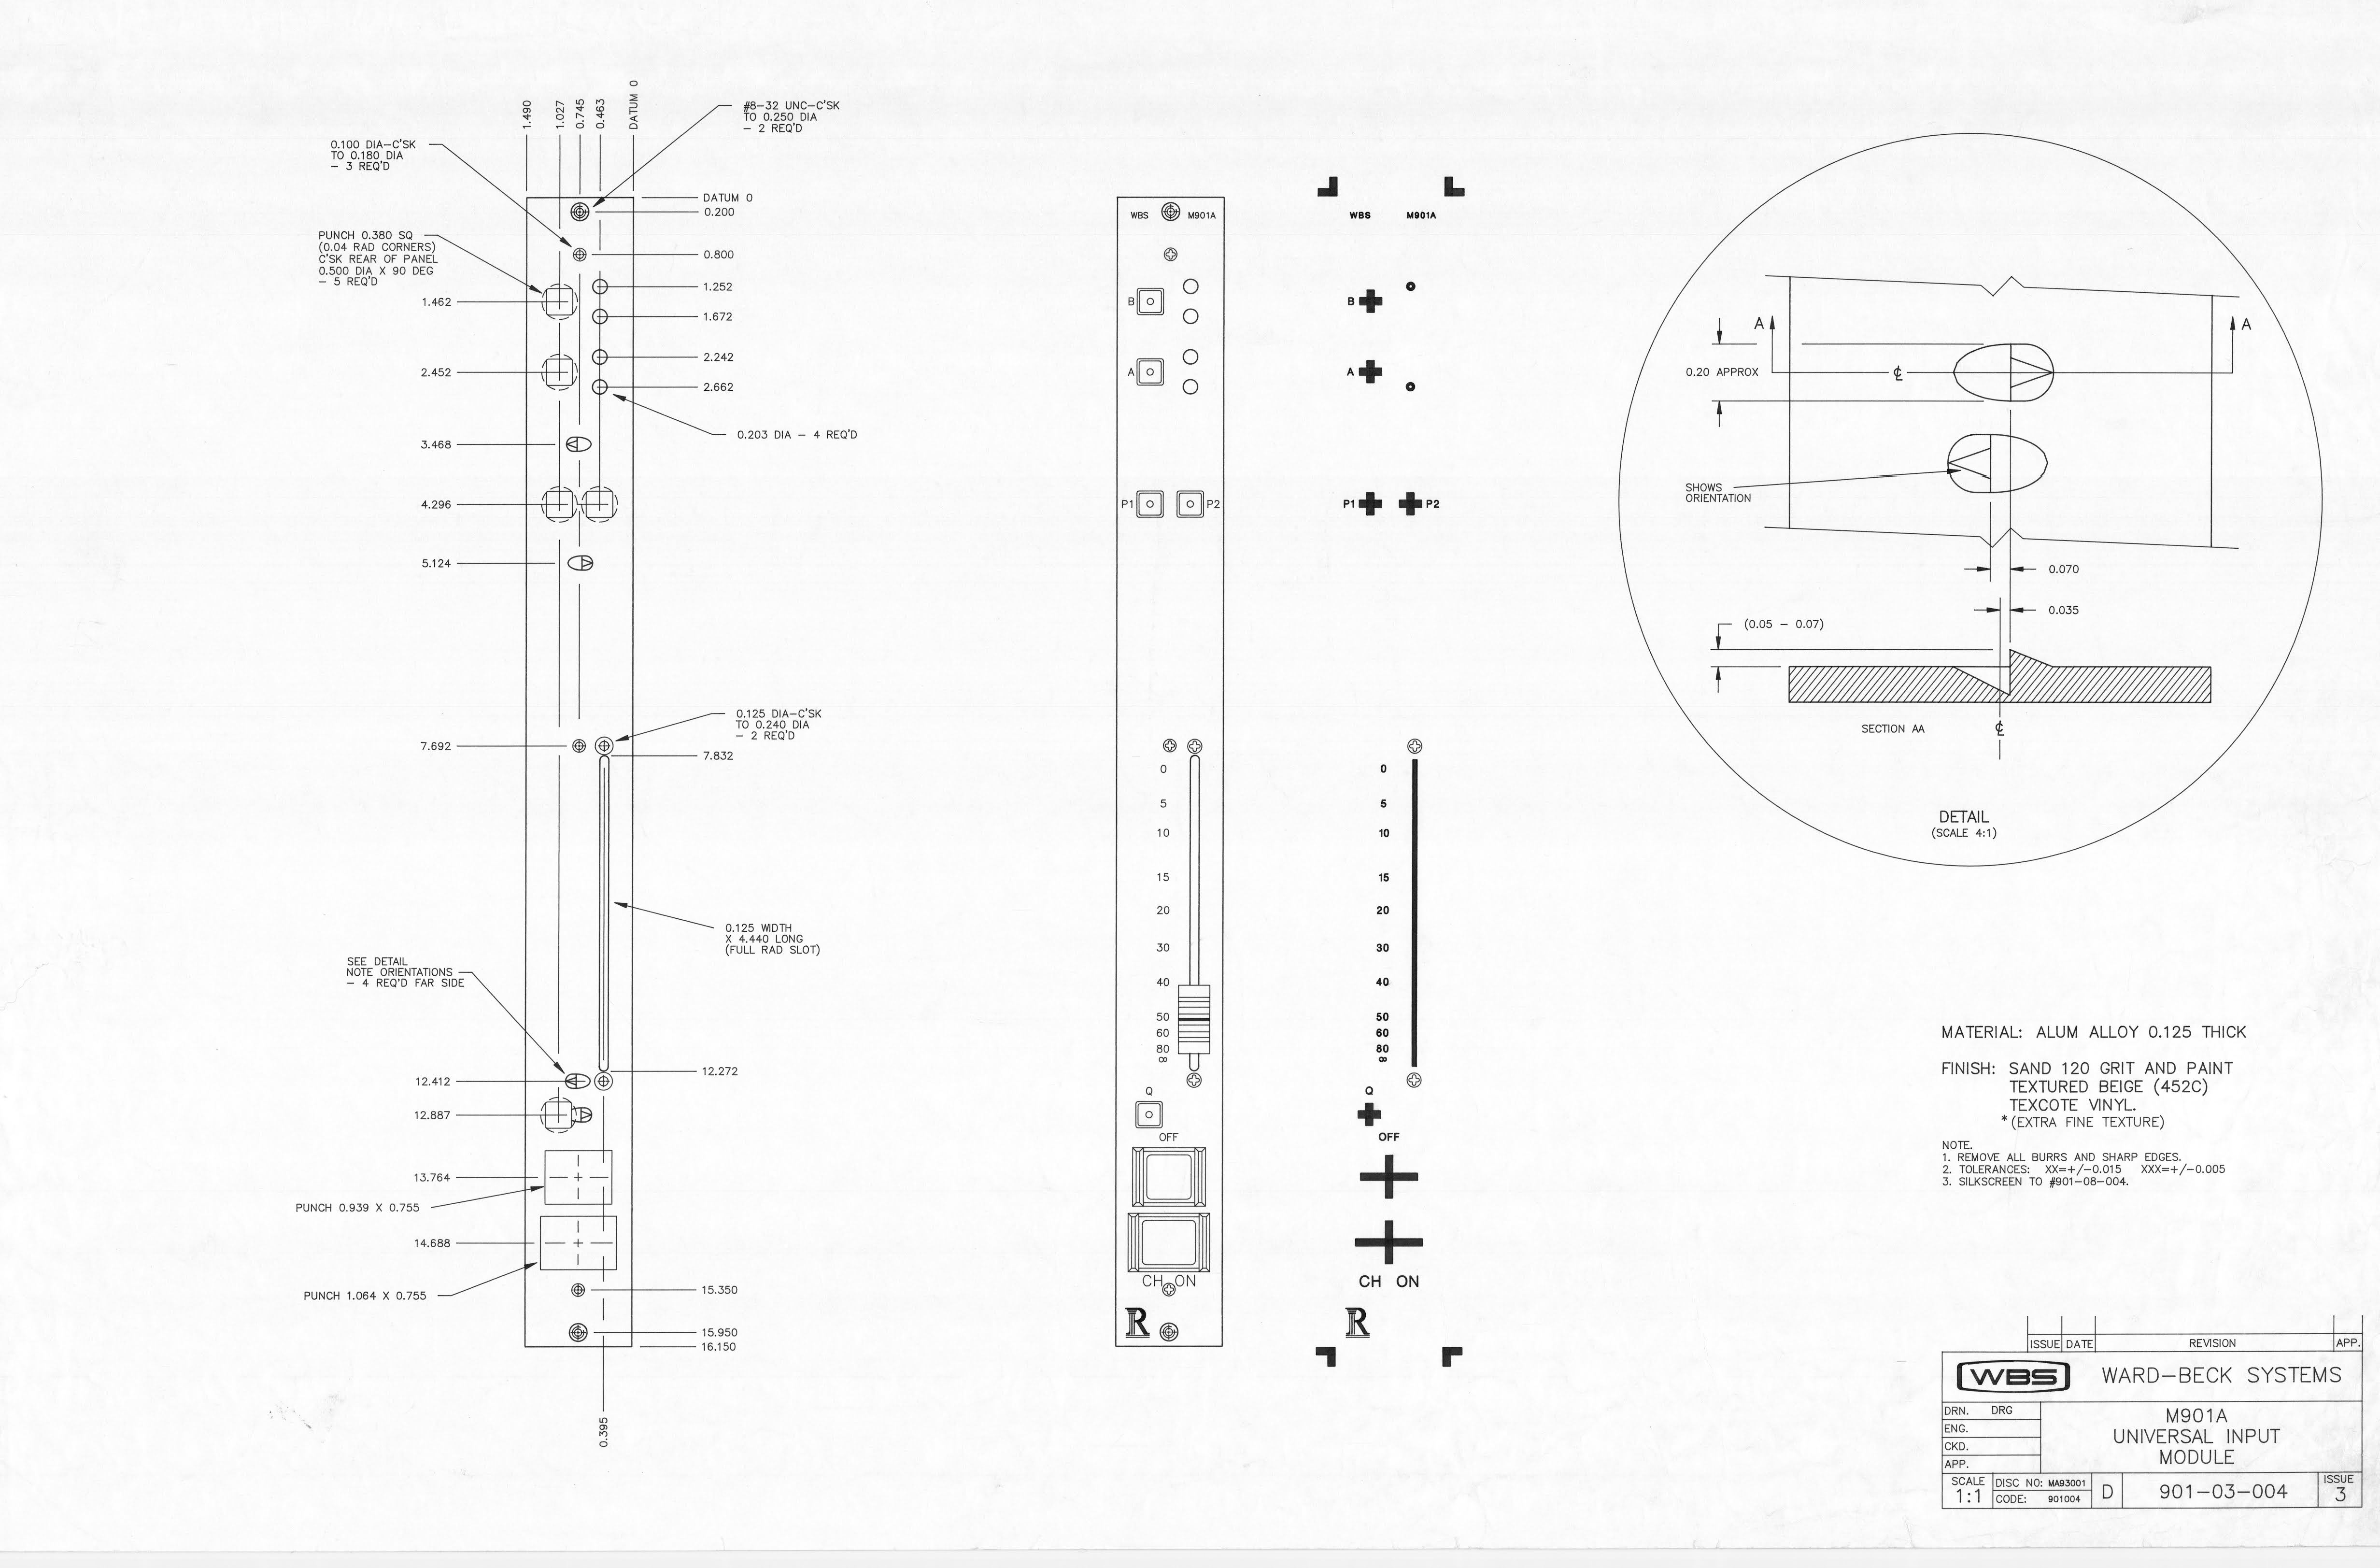 1.490
1.027
0.745
0.463
DATUM 0
#8-32 UNC-C'SK
TO 0.250 DIA
- 2 REQ'D
0.100 DIA-C'SK
TO 0.180 DIA
- 3 REQ'D
DATUM 0
0.200
PUNCH 0.380 SQ
(0.04 RAD CORNERS)
C'SK REAR OF PANEL
0.500 DIA X 90 DEG
- 5 REQ'D
0.800
1.252
1.462
1.672
2.242
2.452
2.662
0.203 DIA - 4 REQ'D
3.468
4.296
5.124
0.125 DIA-C'SK
TO 0.240 DIA
- 2 REQ'D
7.692
7.832
0.125 WIDTH
X 4.440 LONG
(FULL RAD SLOT)
SEE DETAIL
NOTE ORIENTATIONS
- 4 REQ'D FAR SIDE
12.272
12.412
12.887
13.764
PUNCH 0.939 X 0.755
14.688
PUNCH 1.064 X 0.755
15.350
15.950
16.150
0.395
WBS M901A
B
A
P1 P2
0
5
10
15
20
30
40
50
60
80
∞
Q
OFF
CH ON
R
WBS M901A
B
A
P1 P2
0
5
10
15
20
30
40
50
60
80
∞
Q
OFF
CH ON
R
A A
0.20 APPROX
℄
SHOWS
ORIENTATION
0.070
0.035
(0.05 - 0.07)
SECTION AA
℄
DETAIL
(SCALE 4:1)
MATERIAL: ALUM ALLOY 0.125 THICK
FINISH: SAND 120 GRIT AND PAINT
TEXTURED BEIGE (452C)
TEXCOTE VINYL.
*(EXTRA FINE TEXTURE)
NOTE.
1. REMOVE ALL BURRS AND SHARP EDGES.
2. TOLERANCES: XX=+/-0.015 XXX=+/-0.005
3. SILKSCREEN TO #901-08-004.
ISSUE DATE REVISION APP.
WBS WARD-BECK SYSTEMS
DRN. DRG
ENG.
CKD.
APP.
M901A
UNIVERSAL INPUT
MODULE
SCALE
1:1
DISC NO: MA93001
CODE: 901004
D
901-03-004
ISSUE
3